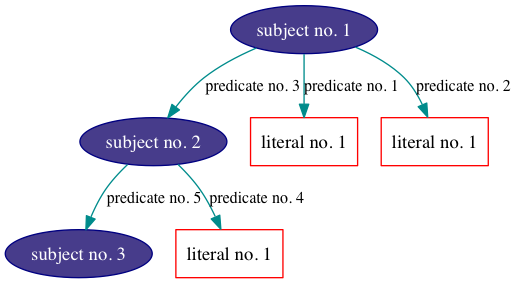 subject no. 1
predicate no. 3
predicate no. 1
predicate no. 2
subject no. 2
literal no. 1
literal no. 1
predicate no. 5
predicate no. 4
subject no. 3
literal no. 1